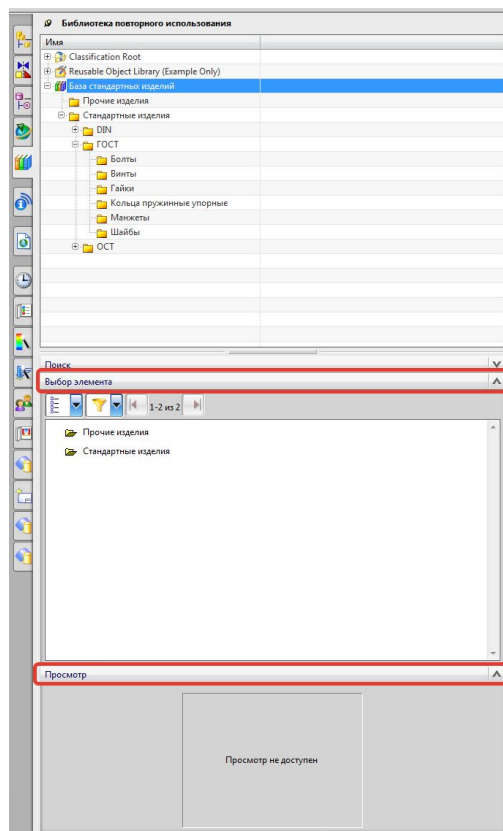 Библиотека повторного использования
Имя
Classification Root
Reusable Object Library (Example Only)
База стандартных изделий
Прочие изделия
Стандартные изделия
DIN
ГОСТ
Болты
Винты
Гайки
Кольца пружинные упорные
Манжеты
Шайбы
ОСТ
Поиск
Выбор элемента
1-2 из 2
Прочие изделия
Стандартные изделия
Просмотр
Просмотр не доступен